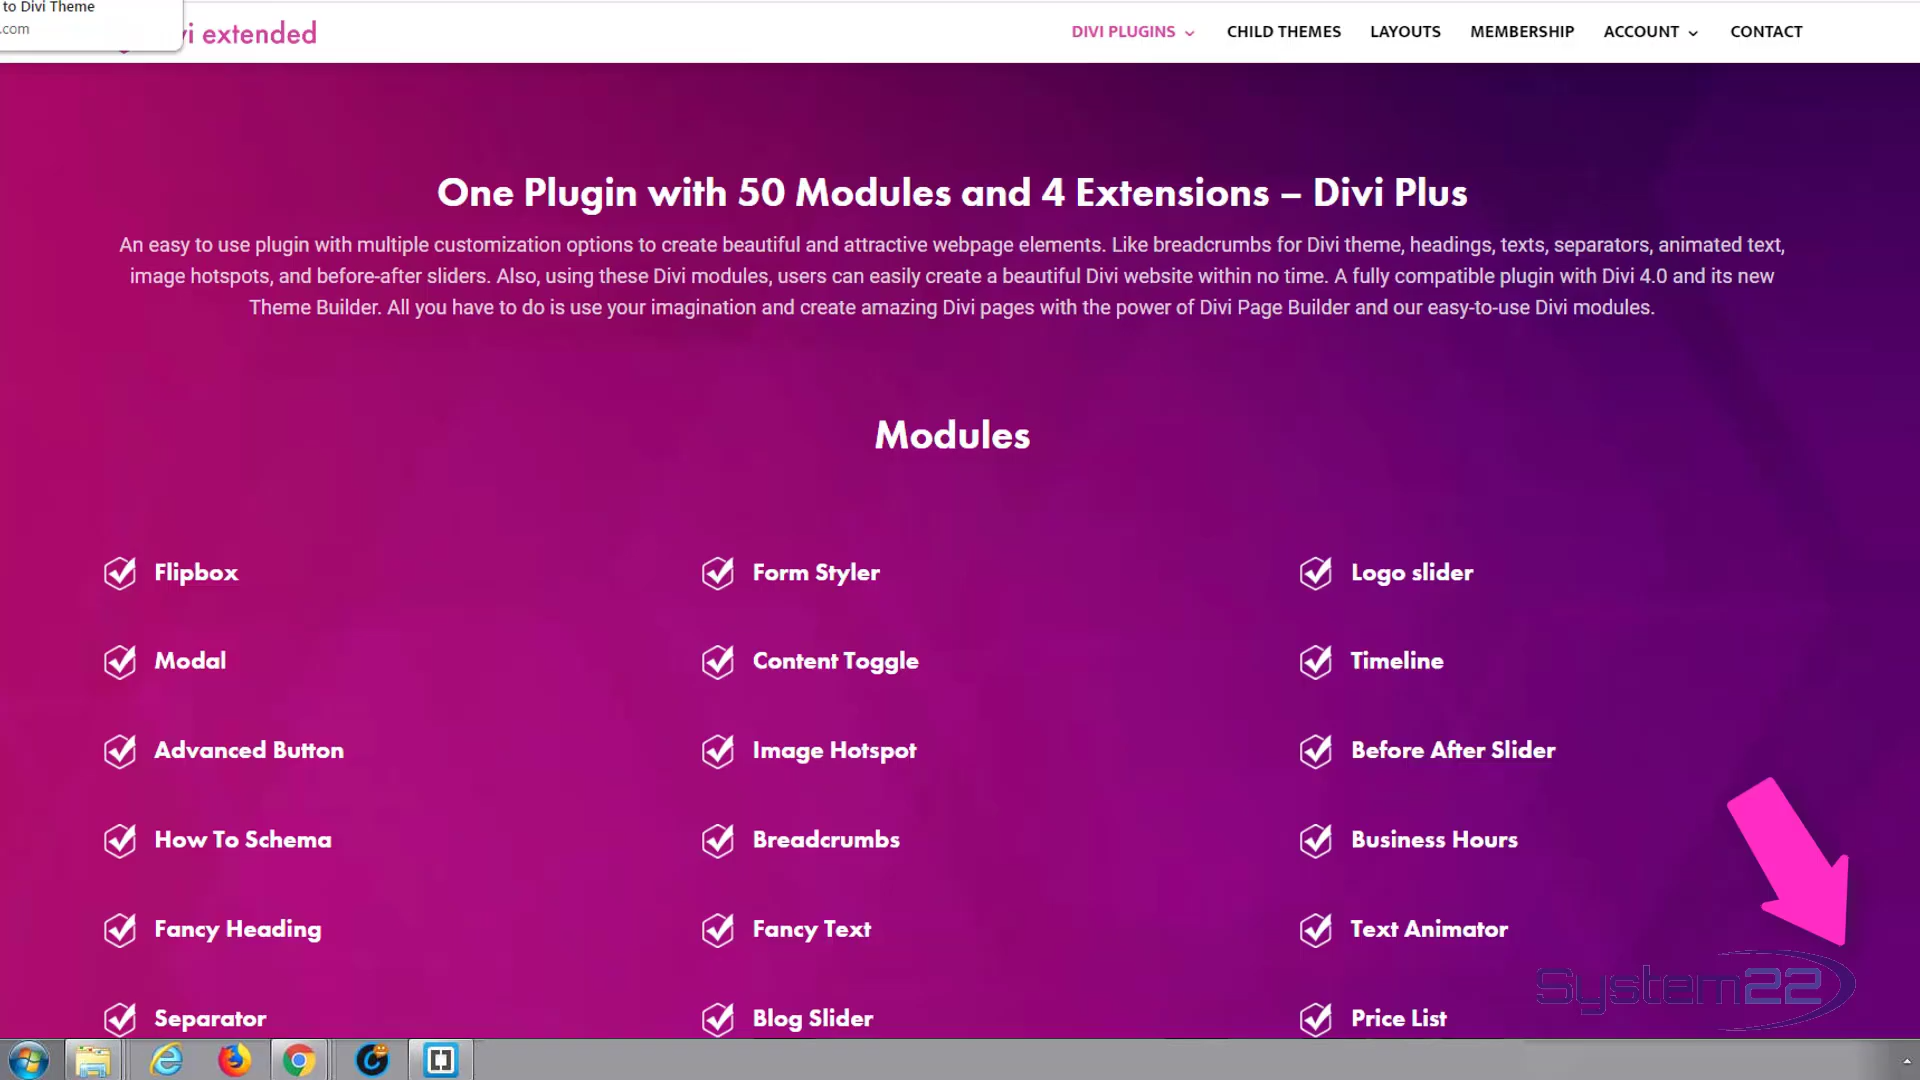 to Divi Theme
.com
vi extended
DIVI PLUGINS
CHILD THEMES
LAYOUTS
MEMBERSHIP
ACCOUNT
CONTACT
One Plugin with 50 Modules and 4 Extensions – Divi Plus
An easy to use plugin with multiple customization options to create beautiful and attractive webpage elements. Like breadcrumbs for Divi theme, headings, texts, separators, animated text,
image hotspots, and before-after sliders. Also, using these Divi modules, users can easily create a beautiful Divi website within no time. A fully compatible plugin with Divi 4.0 and its new
Theme Builder. All you have to do is use your imagination and create amazing Divi pages with the power of Divi Page Builder and our easy-to-use Divi modules.
Modules
Flipbox
Form Styler
Logo slider
Modal
Content Toggle
Timeline
Advanced Button
Image Hotspot
Before After Slider
How To Schema
Breadcrumbs
Business Hours
Fancy Heading
Fancy Text
Text Animator
System22
Separator
Blog Slider
Price List